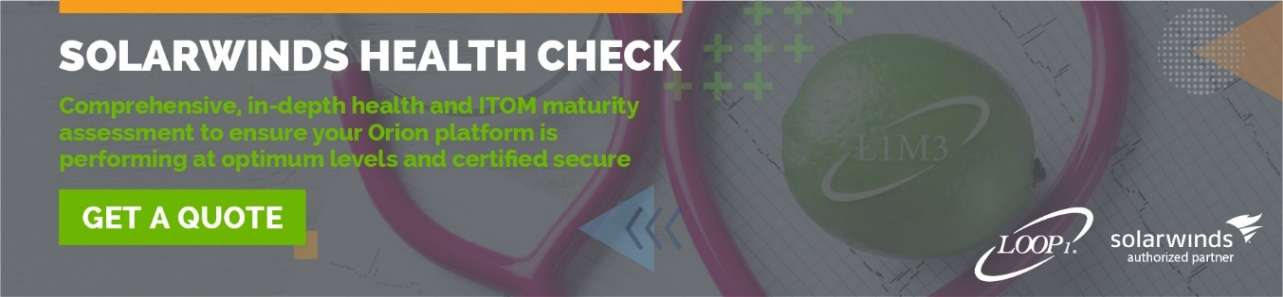 SOLARWINDS HEALTH CHECK
Comprehensive, in-depth health and ITOM maturity
assessment to ensure your Orion platform is
performing at optimum levels and certified secure
GET A QUOTE
L1M3
LOOP1.
solarwinds
authorized partner